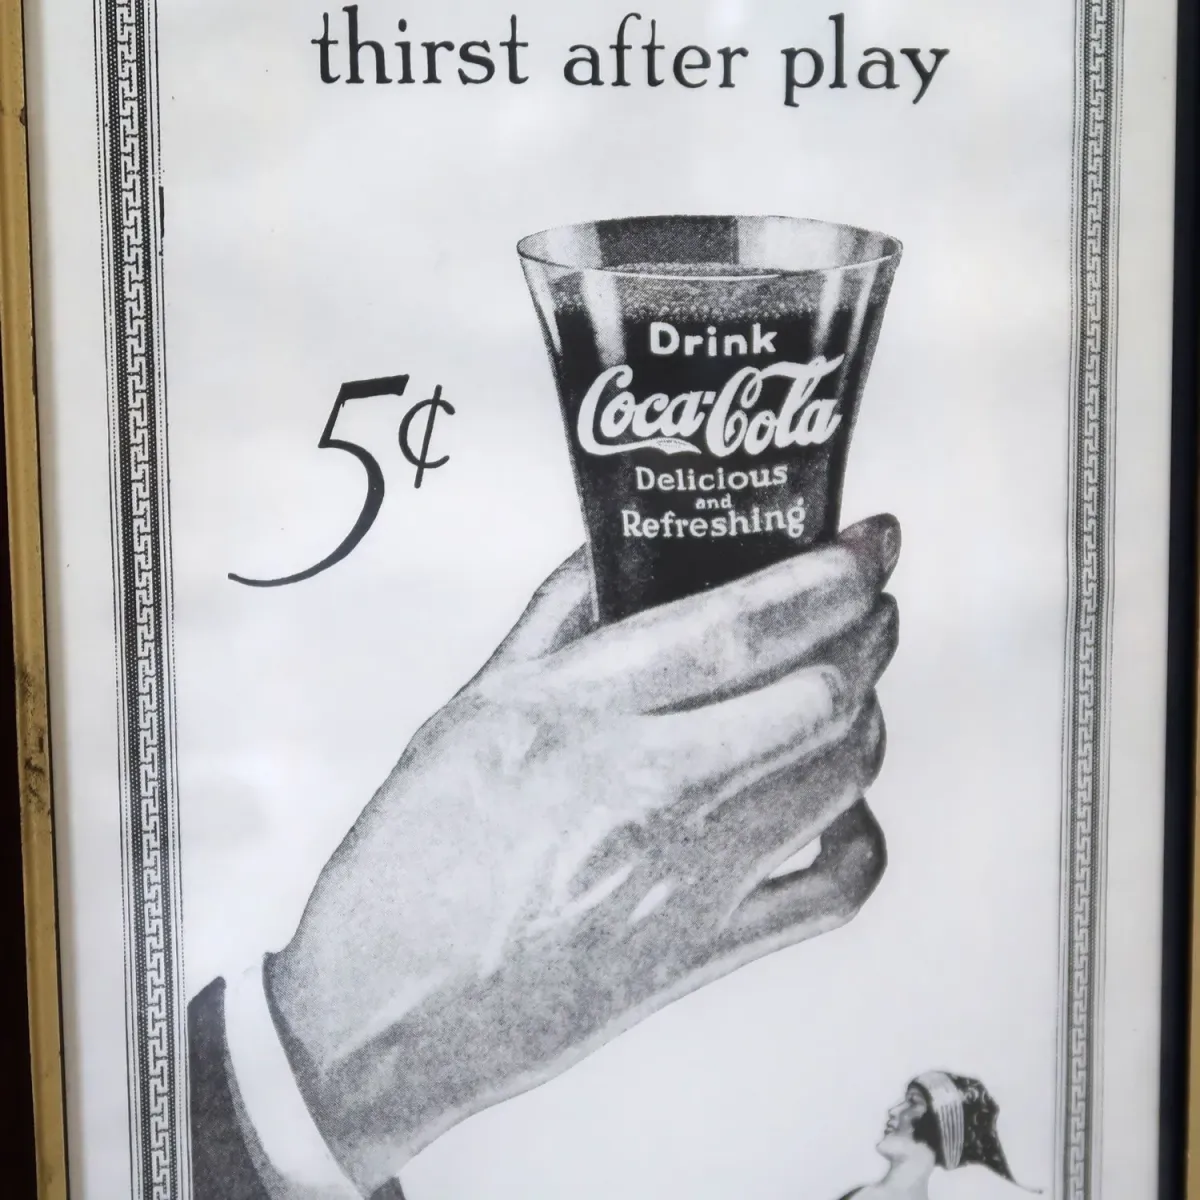 thirst after play
5¢
Drink
Coca-Cola
Delicious
and
Refreshing